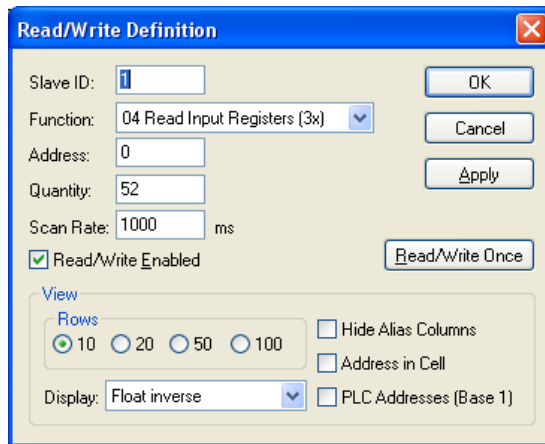 Read/Write Definition
Slave ID: 1 OK
Function: 04 Read Input Registers (3x) Cancel
Address: 0
Quantity: 52 Apply
Scan Rate: 1000 ms
Read/Write Enabled Read/Write Once
View
Rows
10 20 50 100 Hide Alias Columns
Address in Cell
Display: Float inverse PLC Addresses (Base 1)